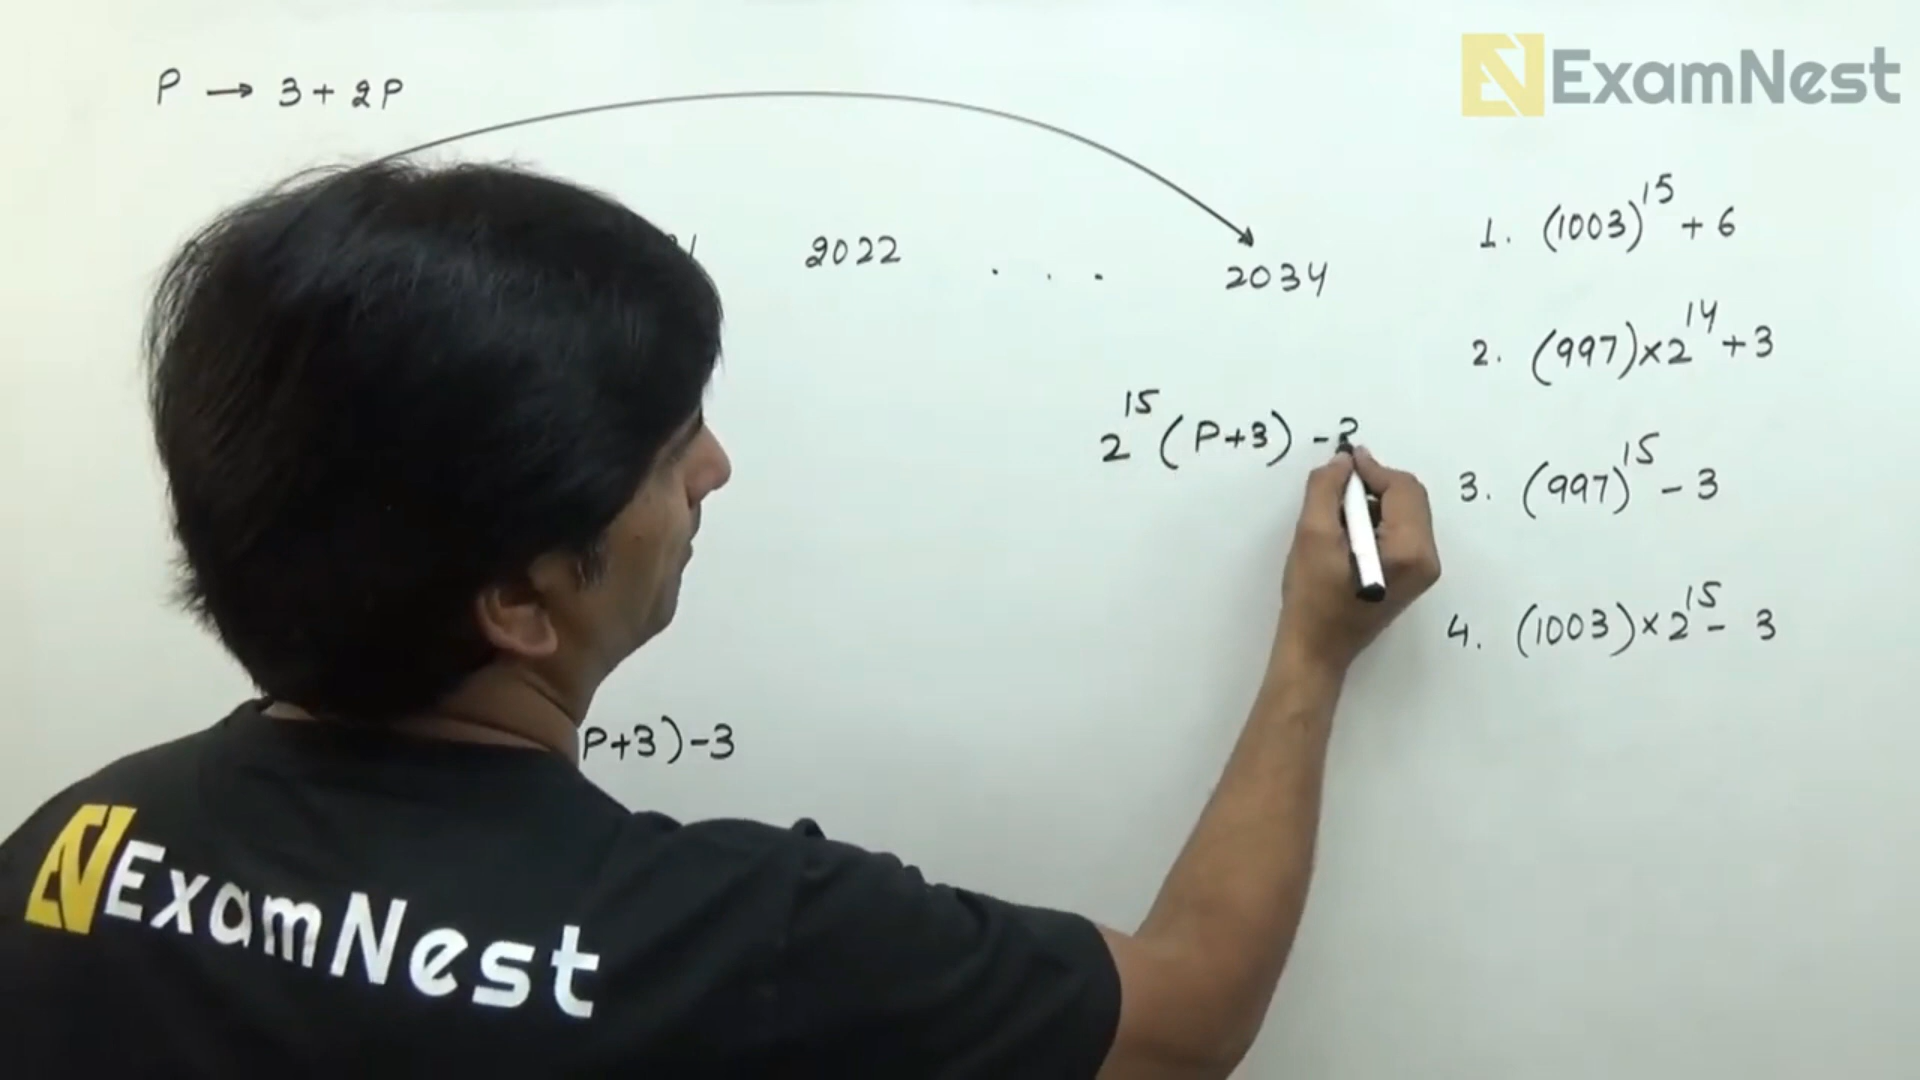 P → 3 + 2P
ExamNest
2022 . . . 2034
1. (1003)^15 + 6
2. (997)×2^14 + 3
2^15 (P+3) -
3. (997)^15 - 3
4. (1003)×2^15 - 3
P+3)-3
ExamNest